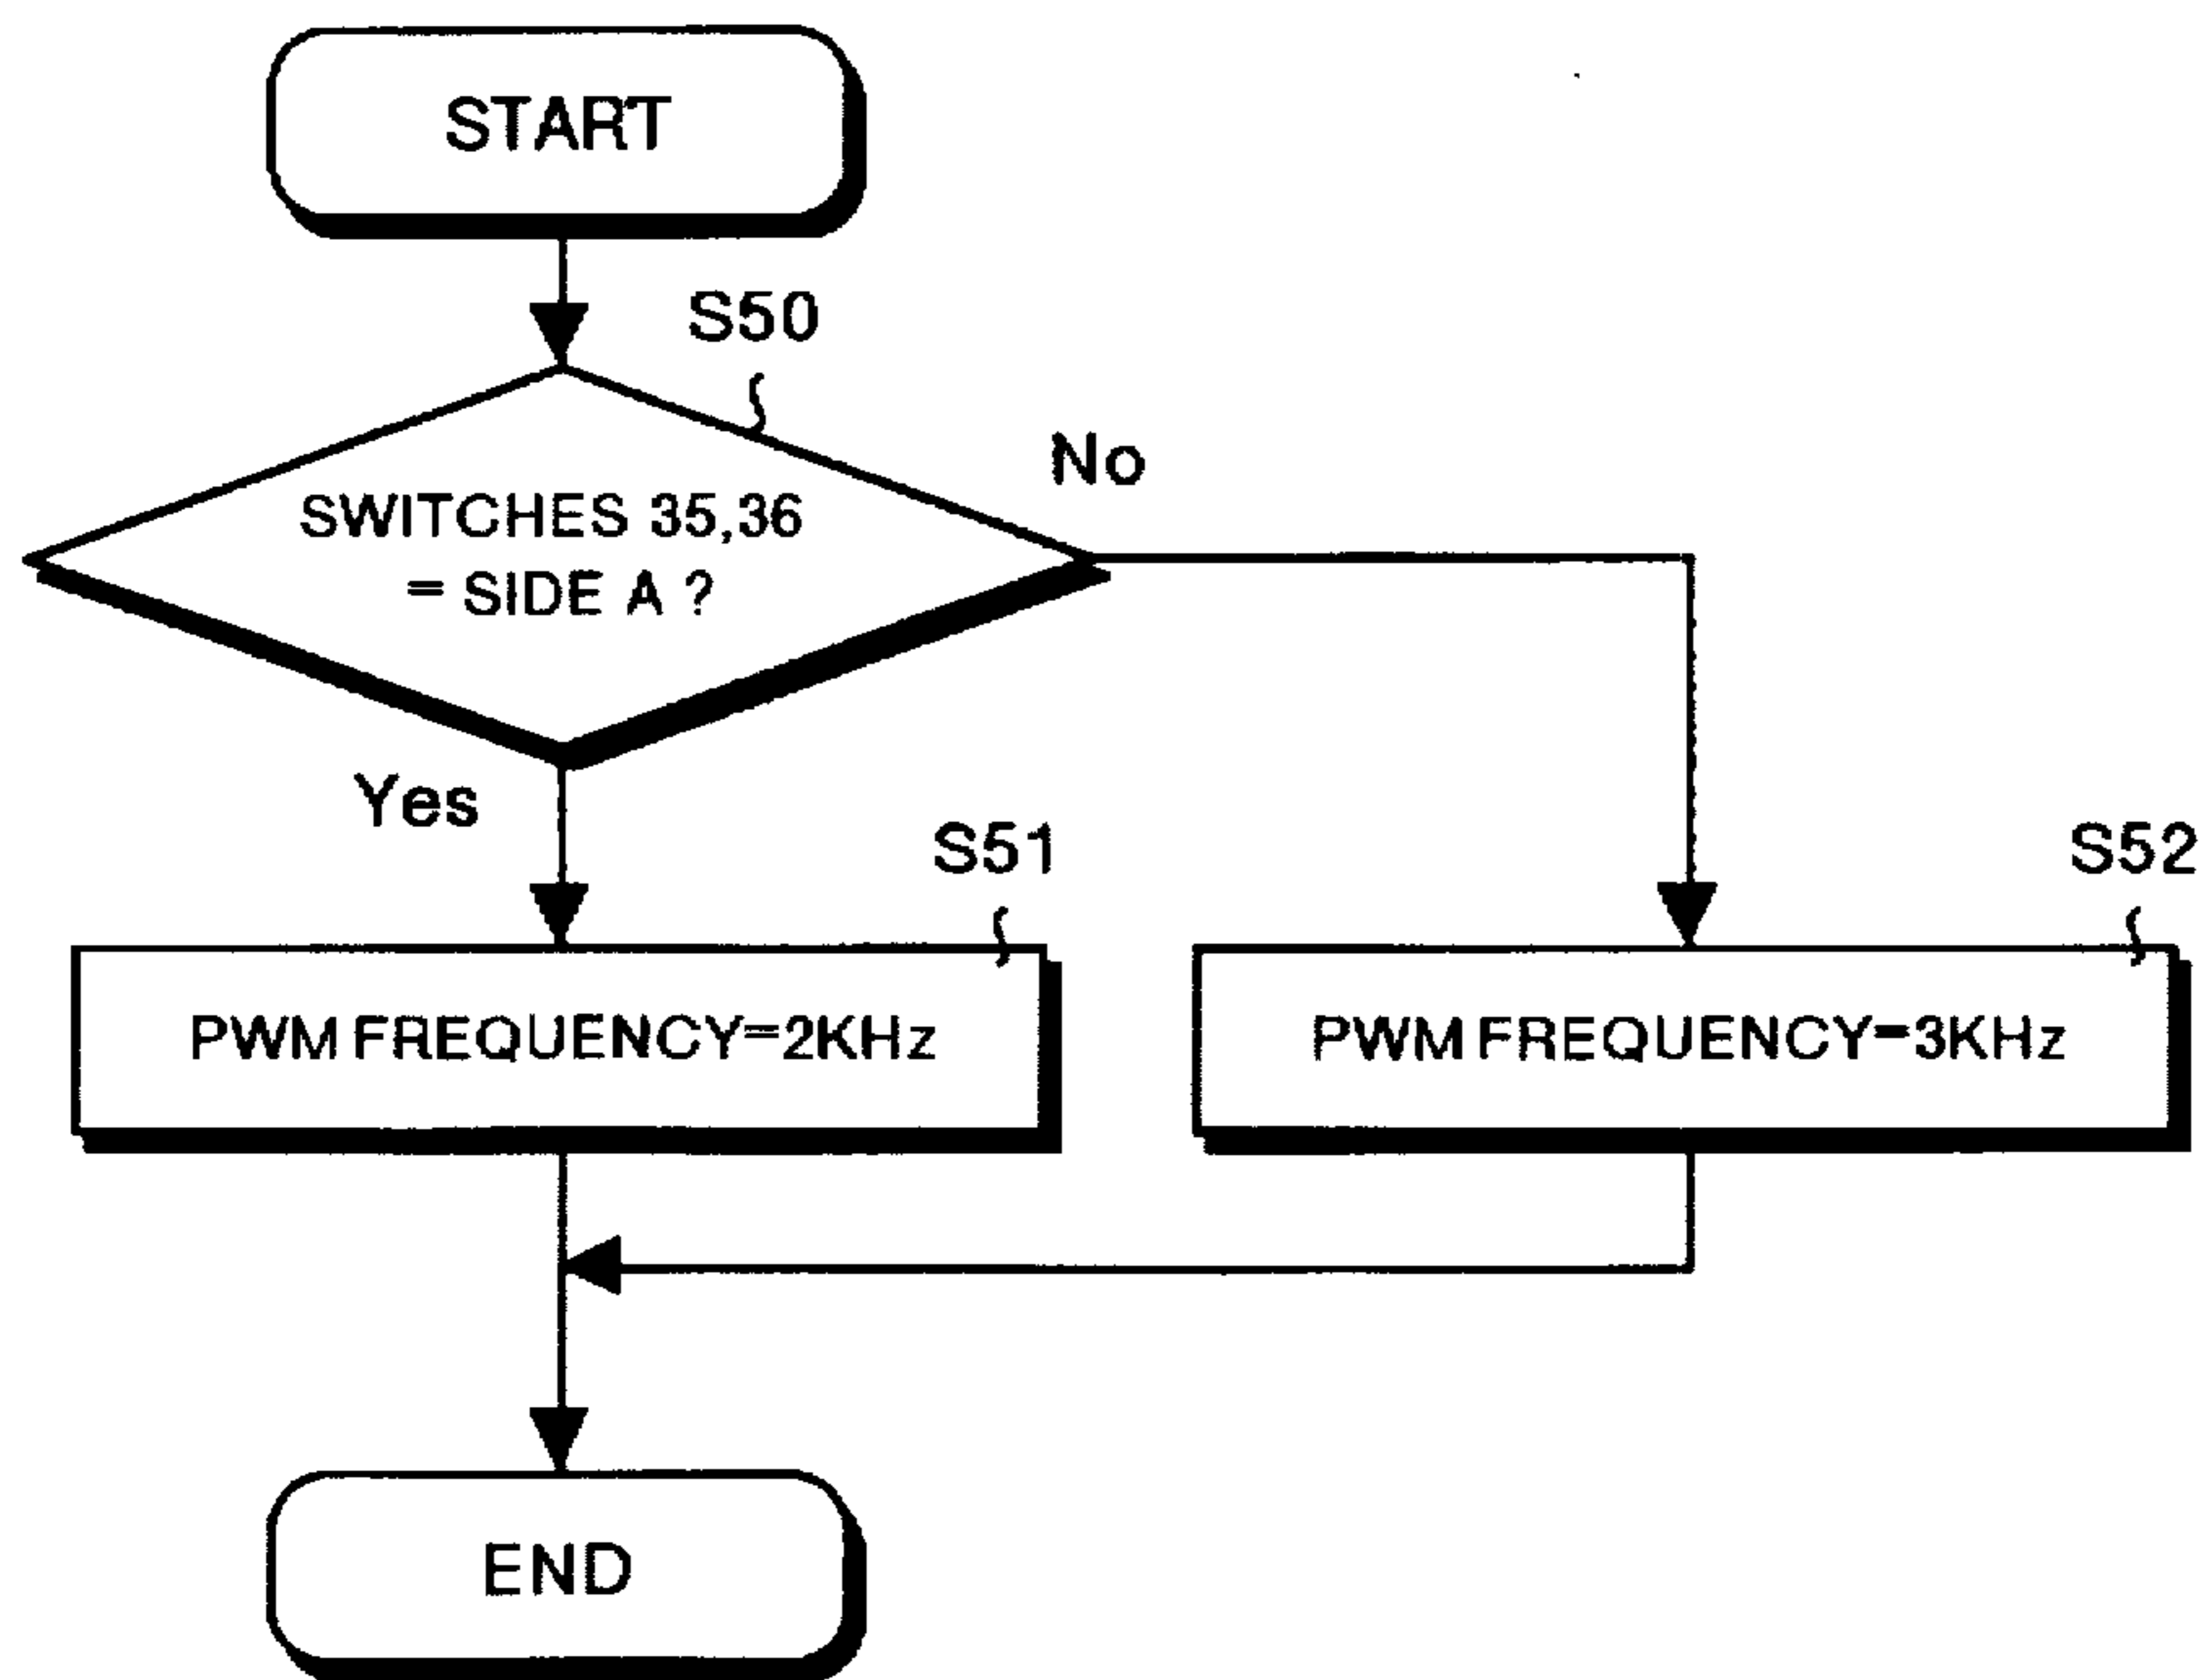 START
S50
No
SWITCHES 35,36
= SIDE A ?
Yes
S51
S52
PWM FREQUENCY=2KHz
PWM FREQUENCY=3KHz
END